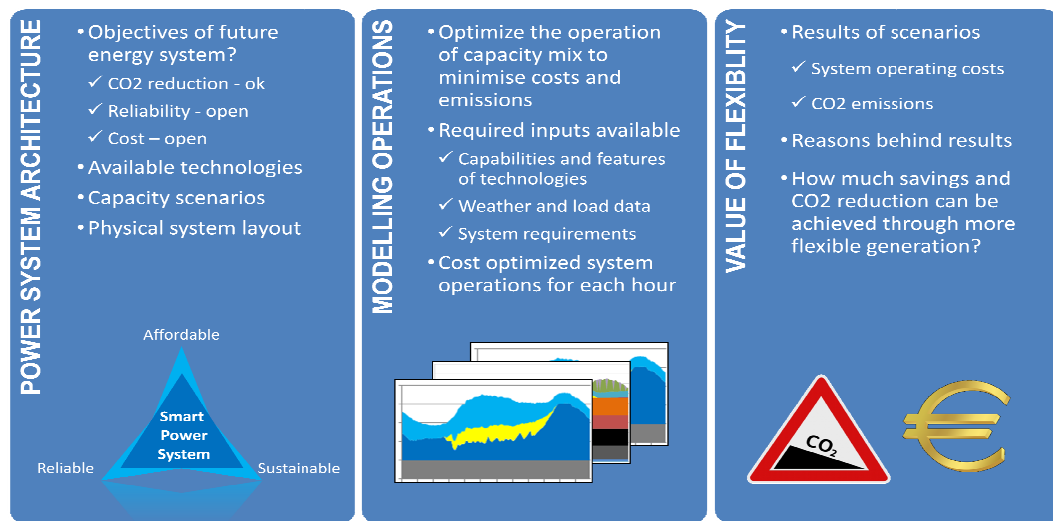 POWER SYSTEM ARCHITECTURE
• Objectives of future
energy system?
✓ CO2 reduction - ok
✓ Reliability - open
✓ Cost – open
• Available technologies
• Capacity scenarios
• Physical system layout
Affordable
Smart
Power
System
Reliable
Sustainable
MODELLING OPERATIONS
• Optimize the operation
of capacity mix to
minimise costs and
emissions
• Required inputs available
✓ Capabilities and features
of technologies
✓ Weather and load data
✓ System requirements
• Cost optimized system
operations for each hour
VALUE OF FLEXIBLITY
• Results of scenarios
✓ System operating costs
✓ CO2 emissions
• Reasons behind results
• How much savings and
CO2 reduction can be
achieved through more
flexible generation?
CO₂
€